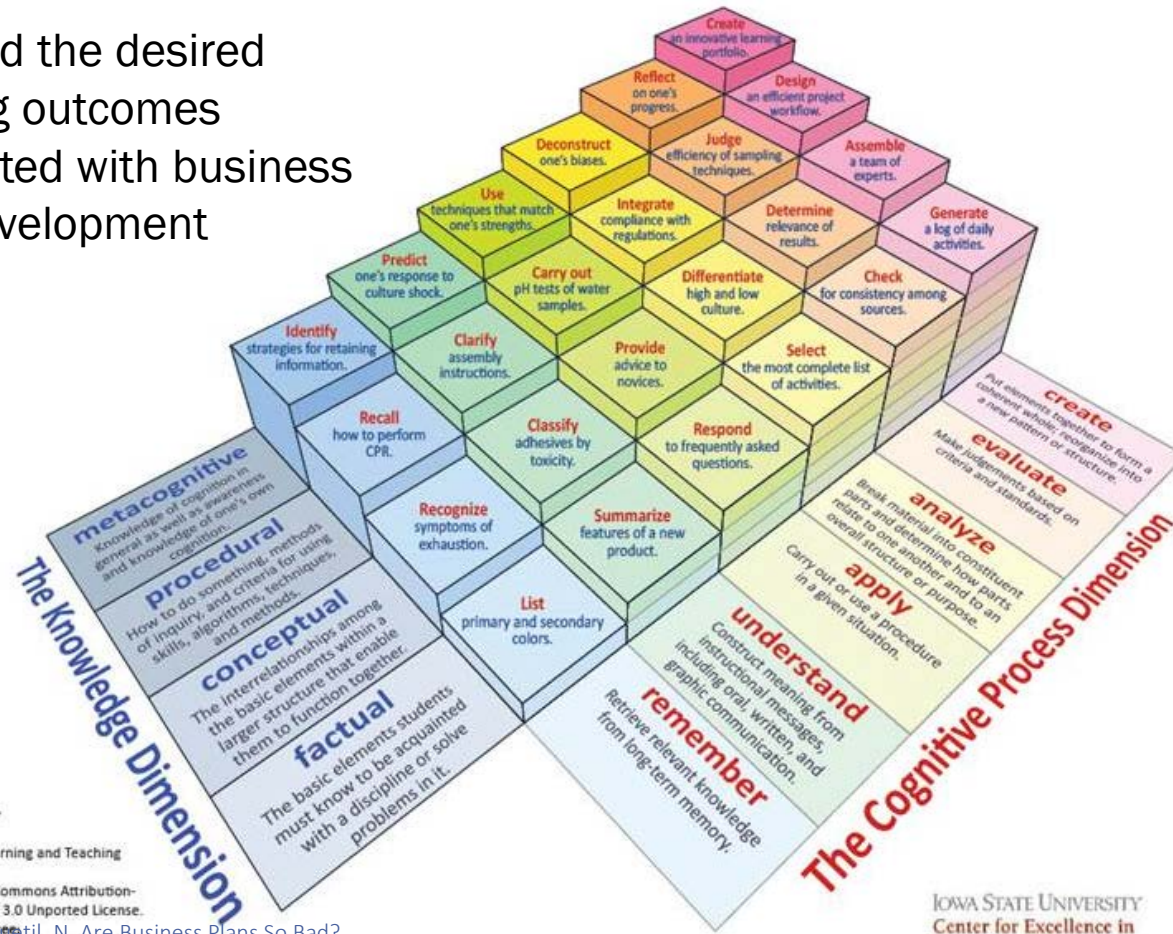 d the desired
g outcomes
ted with business
velopment
Create
an innovative learning
portfolio.
Reflect
on one's
progress.
Design
an efficient project
workflow.
Deconstruct
one's biases.
Judge
efficiency of sampling
techniques.
Assemble
a team of
experts.
Use
techniques that match
one's strengths.
Integrate
compliance with
regulations.
Determine
relevance of
results.
Generate
a log of daily
activities.
Predict
one's response to
culture shock.
Carry out
pH tests of water
samples.
Differentiate
high and low
culture.
Check
for consistency among
sources.
Identify
strategies for retaining
information.
Clarify
assembly
instructions.
Provide
advice to
novices.
Select
the most complete list
of activities.
Recall
how to perform
CPR.
Classify
adhesives by
toxicity.
Respond
to frequently asked
questions.
Recognize
symptoms of
exhaustion.
Summarize
features of a new
product.
List
primary and secondary
colors.
The Knowledge Dimension
metacognitive
Knowledge of cognition in
general as well as awareness
and knowledge of one's own
cognition.
procedural
How to do something, methods
of inquiry, and criteria for using
skills, algorithms, techniques,
and methods.
conceptual
The interrelationships among
the basic elements within a
larger structure that enable
them to function together.
factual
The basic elements students
must know to be acquainted
with a discipline or solve
problems in it.
The Cognitive Process Dimension
create
Put elements together to form a
coherent whole; reorganize into
a new pattern or structure.
evaluate
Make judgements based on
criteria and standards.
analyze
Break material into constituent
parts and determine how parts
relate to one another and to an
overall structure or purpose.
apply
Carry out or use a procedure
in a given situation.
understand
Construct meaning from
instructional messages,
including oral, written, and
graphic communication.
remember
Retrieve relevant knowledge
from long-term memory.
rning and Teaching
ommons Attribution-
3.0 Unported License.
N. Are Business Plans So Bad?
IOWA STATE UNIVERSITY
Center for Excellence in